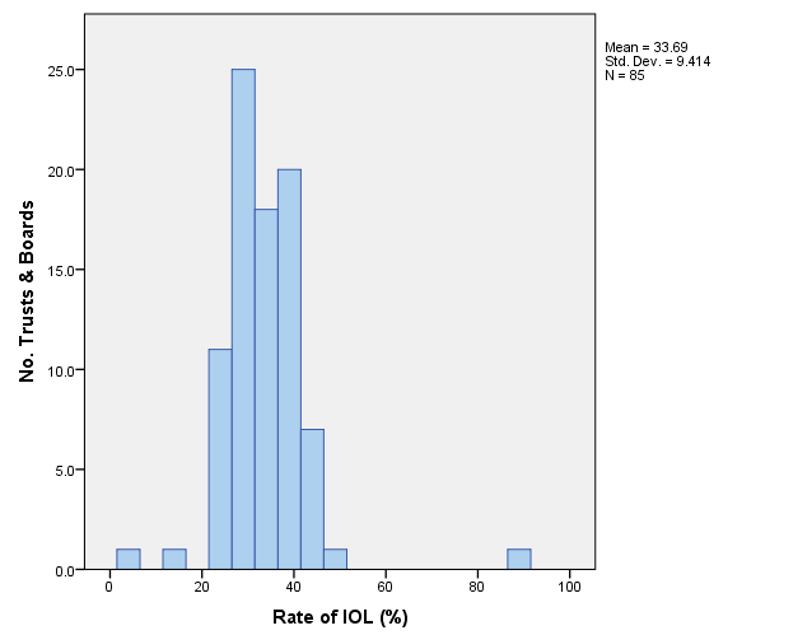 Mean = 33.69
Std. Dev. = 9.414
N = 85
No. Trusts & Boards
25.0
20.0
15.0
10.0
5.0
0.0
0 20 40 60 80 100
Rate of IOL (%)